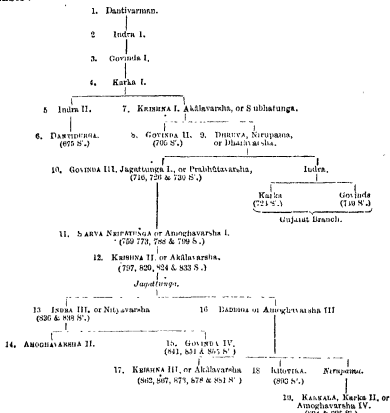 1. Dantivarman.
2 Indra I.
3. Govinda I.
4. Karka I.
5 Indra II. 7. KRISHNA I. Akâlavarsha, or Subhatunga.
6. DANTIDURGA. 8. GOVINDA II. 9. DHRUVA, Nirupama,
(675 S'.) (705 S'.) or Dharâvarsha.
10. GOVINDA III, Jagattunga I., or Prabhûtavarsha, Indra,
(716, 726 & 730 S'.)
Karka Govinda
(734 S'.) (749 S'.)
Gujarat Branch.
11. SARVA NRIPATUNGA or Amoghavarsha I.
(759 773, 788 & 799 S'.)
12. KRISHNA II. or Akâlavarsha,
(797, 820, 824 & 833 S'.)
Jagattunga.
13 INDRA III, or Nityavarsha 16 BADDIGA or Amoghvarsha III
(836 & 838 S'.)
14. AMOGHAVARSHA II. 15. GOVINDA IV.
(841, 851 & 855 S'.)
17. KRISHNA III, or Akâlavarsha 18 KHOTIKA. Nirupama.
(862, 867, 873, 878 & 881 S'.) (893 S'.)
19. KAKKALA, Karka II, or
Amoghavarsha IV.